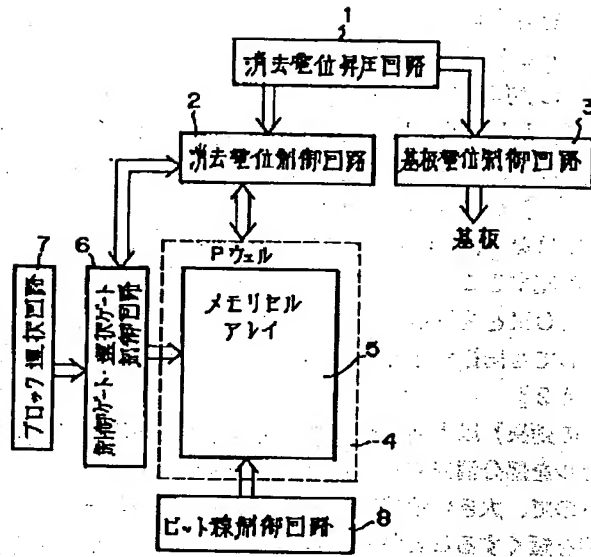 1
消去電位昇圧回路
2
消去電位制御回路
3
基板電位制御回路
基板
Pウェル
7
ブロック選択回路
6
制御ゲート・選択ゲート
制御回路
メモリセル
アレイ
5
4
ビット線制御回路
8